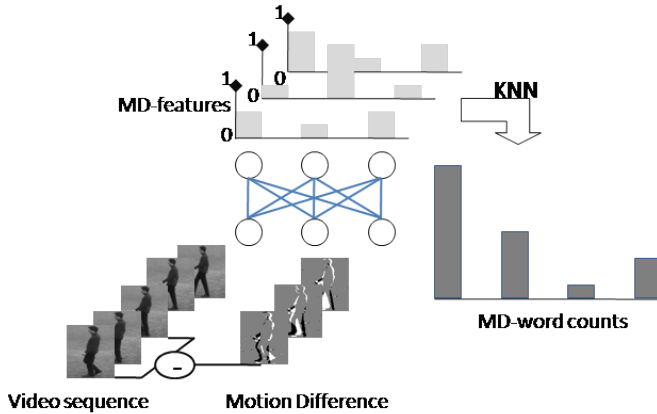 1
1
1
0
KNN
0
MD-features
0
-
MD-word counts
Video sequence
Motion Difference